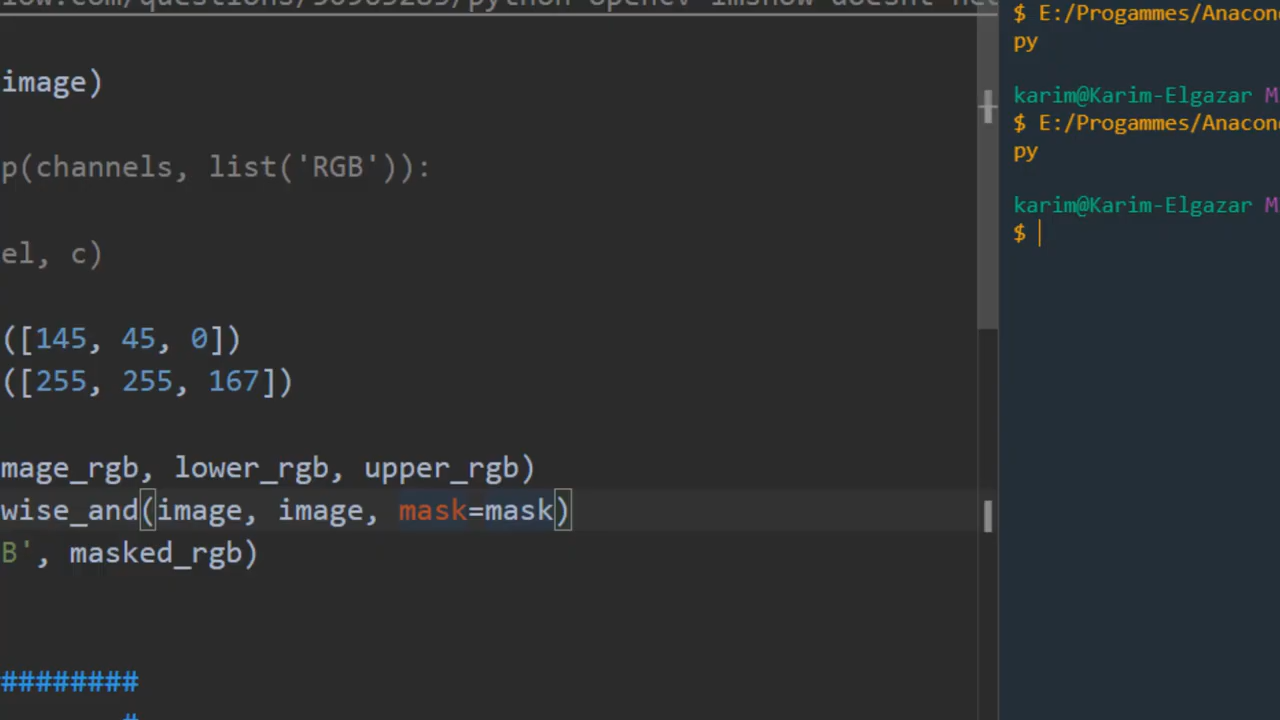 image)
p(channels, list('RGB')):
el, c)
([145, 45, 0])
([255, 255, 167])
mage_rgb, lower_rgb, upper_rgb)
wise_and(image, image, mask=mask)
B', masked_rgb)
########
#
$ E:/Progammes/Anacon
py
karim@Karim-Elgazar M
$ E:/Progammes/Anacon
py
karim@Karim-Elgazar M
$